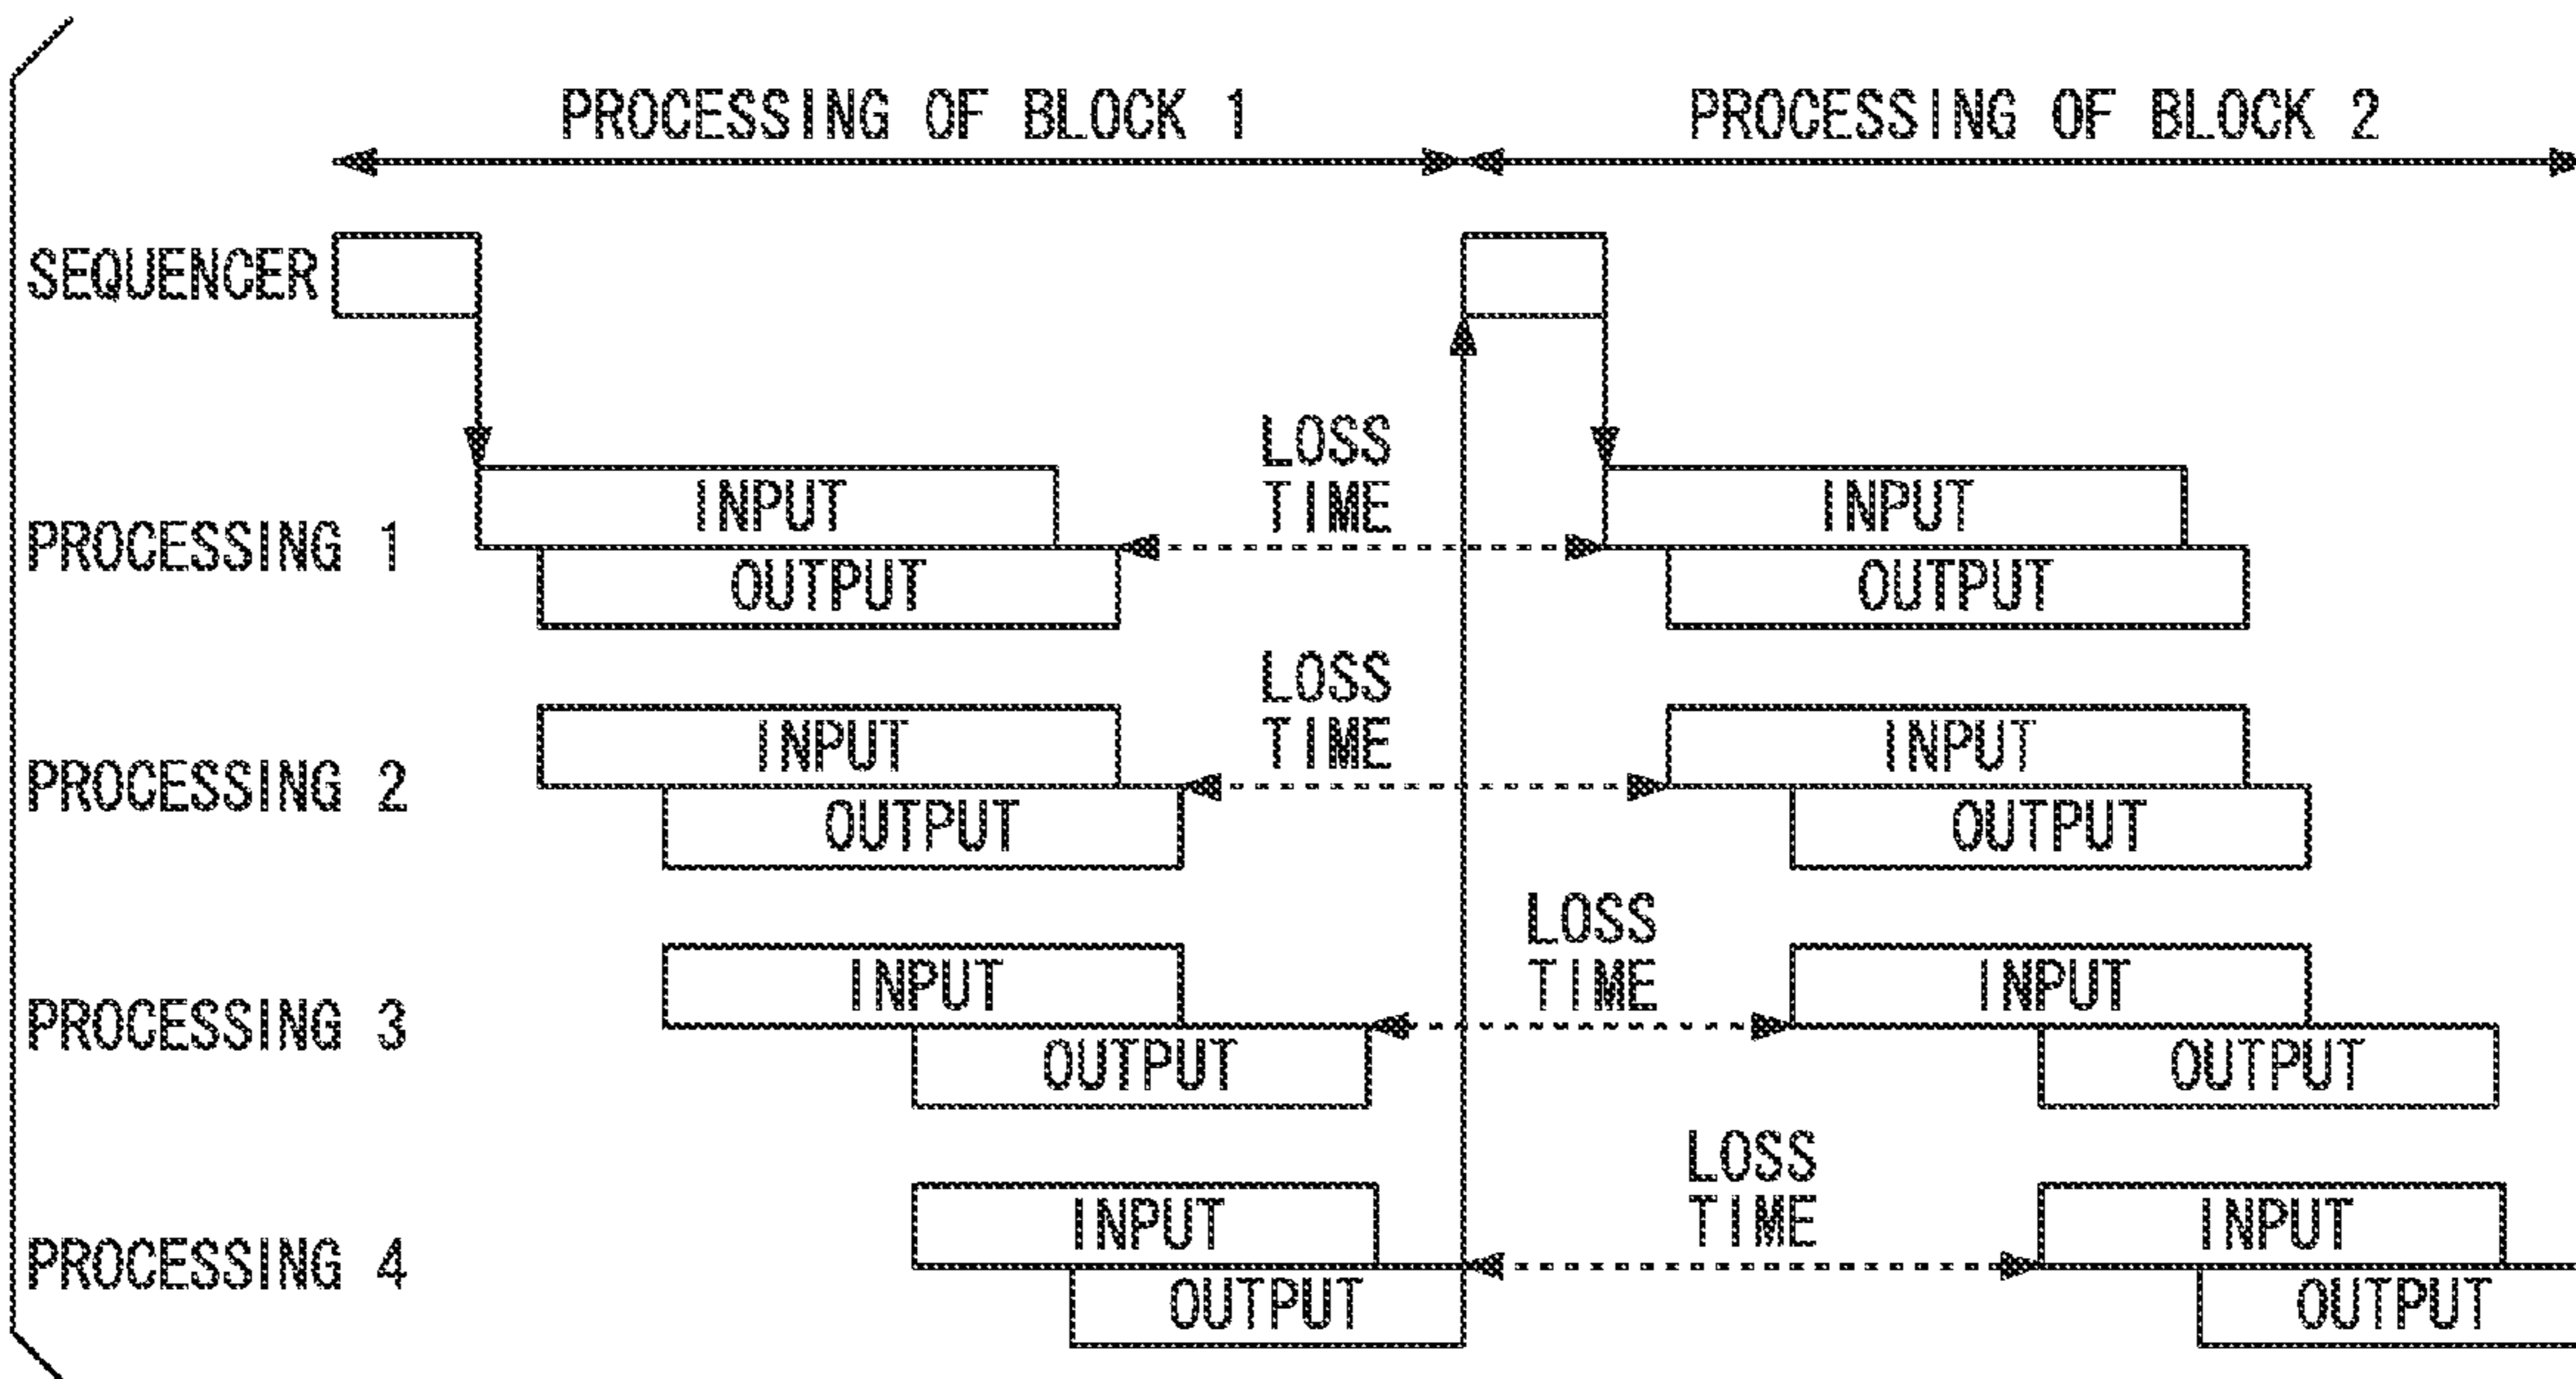 PROCESSING OF BLOCK 1
PROCESSING OF BLOCK 2
SEQUENCER
LOSS
TIME
PROCESSING 1
INPUT
OUTPUT
INPUT
OUTPUT
LOSS
TIME
PROCESSING 2
INPUT
OUTPUT
INPUT
OUTPUT
LOSS
TIME
PROCESSING 3
INPUT
OUTPUT
INPUT
OUTPUT
LOSS
TIME
PROCESSING 4
INPUT
OUTPUT
INPUT
OUTPUT